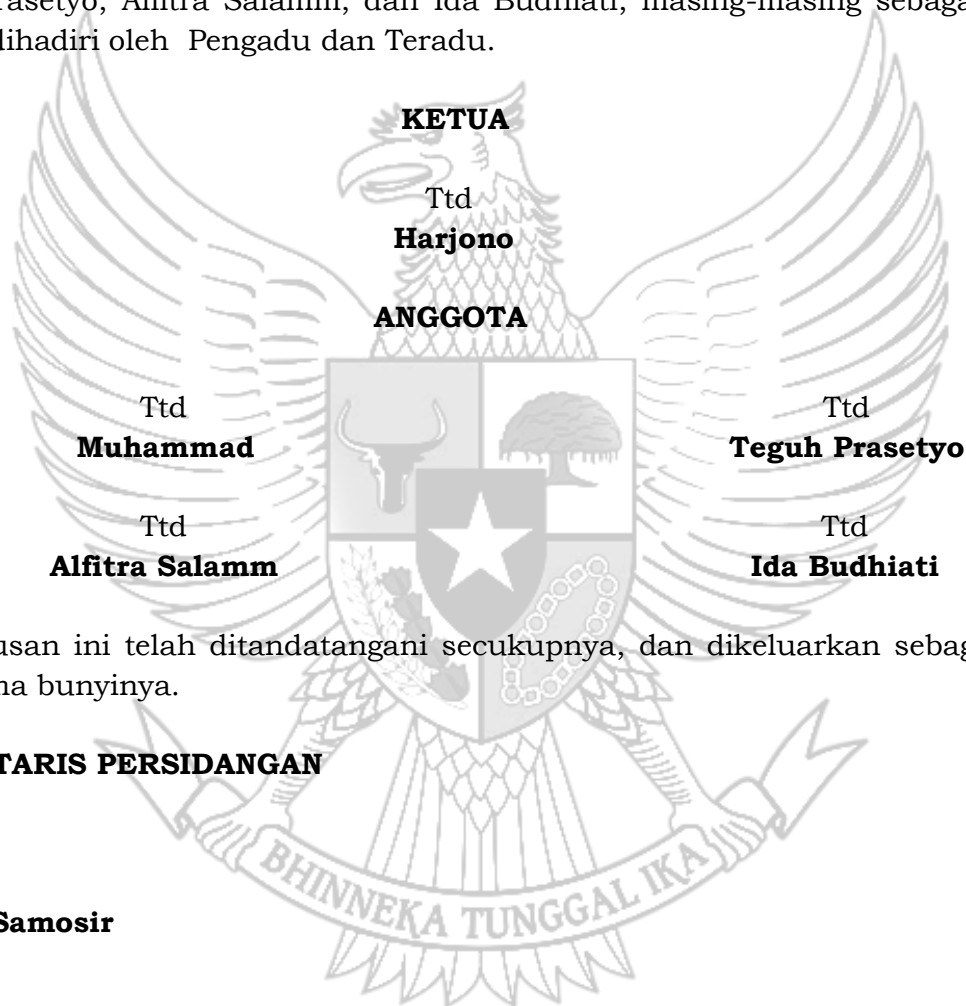 rasetyo, Alfitra Salamm, dan Ida Budhiati, masing-masing sebaga
dihadiri oleh Pengadu dan Teradu.
KETUA
Ttd
Harjono
ANGGOTA
Ttd Ttd
Muhammad Teguh Prasetyo
Ttd Ttd
Alfitra Salamm Ida Budhiati
usan ini telah ditandatangani secukupnya, dan dikeluarkan sebag
na bunyinya.
TARIS PERSIDANGAN
BHINNEKA TUNGGAL IKA
Samosir